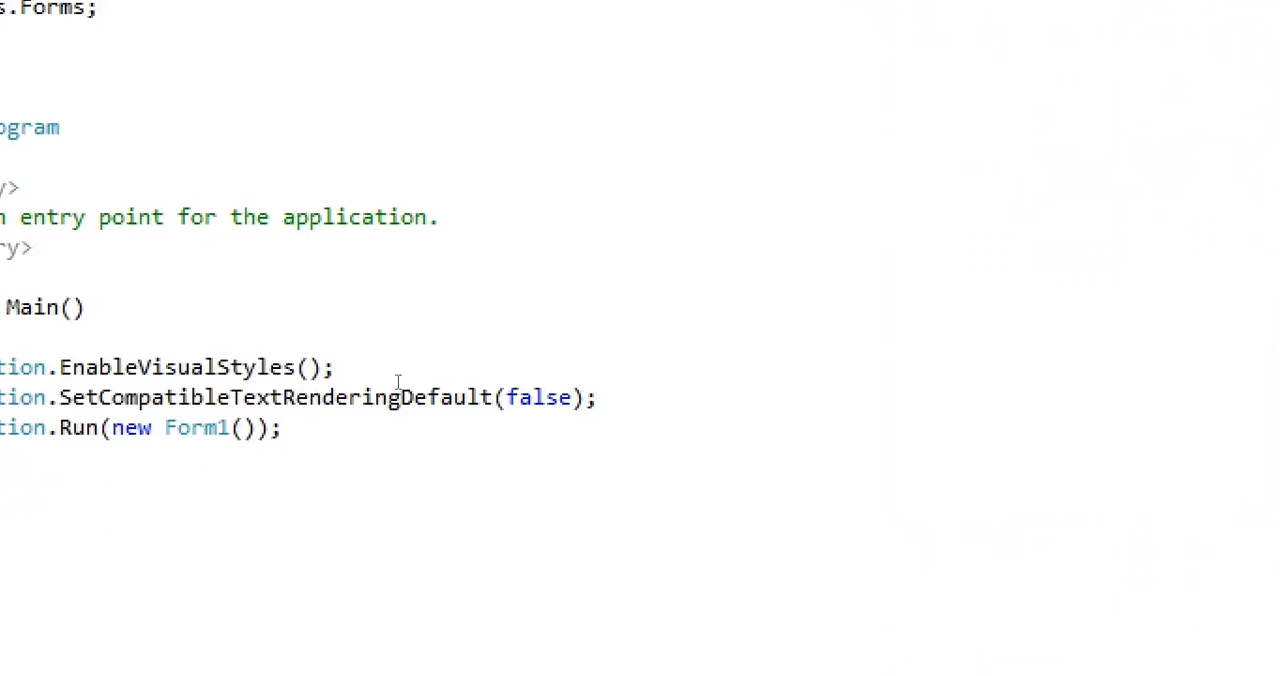 s.Forms;
ogram
y>
n entry point for the application.
ry>
Main()
tion.EnableVisualStyles();
tion.SetCompatibleTextRenderingDefault(false);
tion.Run(new Form1());